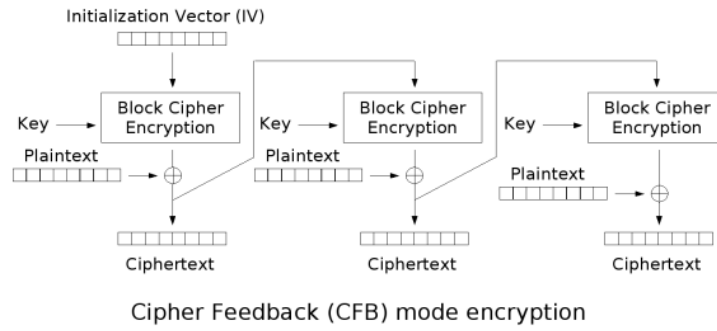 Initialization Vector (IV)
Block Cipher
Encryption
Key
Plaintext
Ciphertext
Block Cipher
Encryption
Key
Plaintext
Ciphertext
Block Cipher
Encryption
Key
Plaintext
Ciphertext
Cipher Feedback (CFB) mode encryption